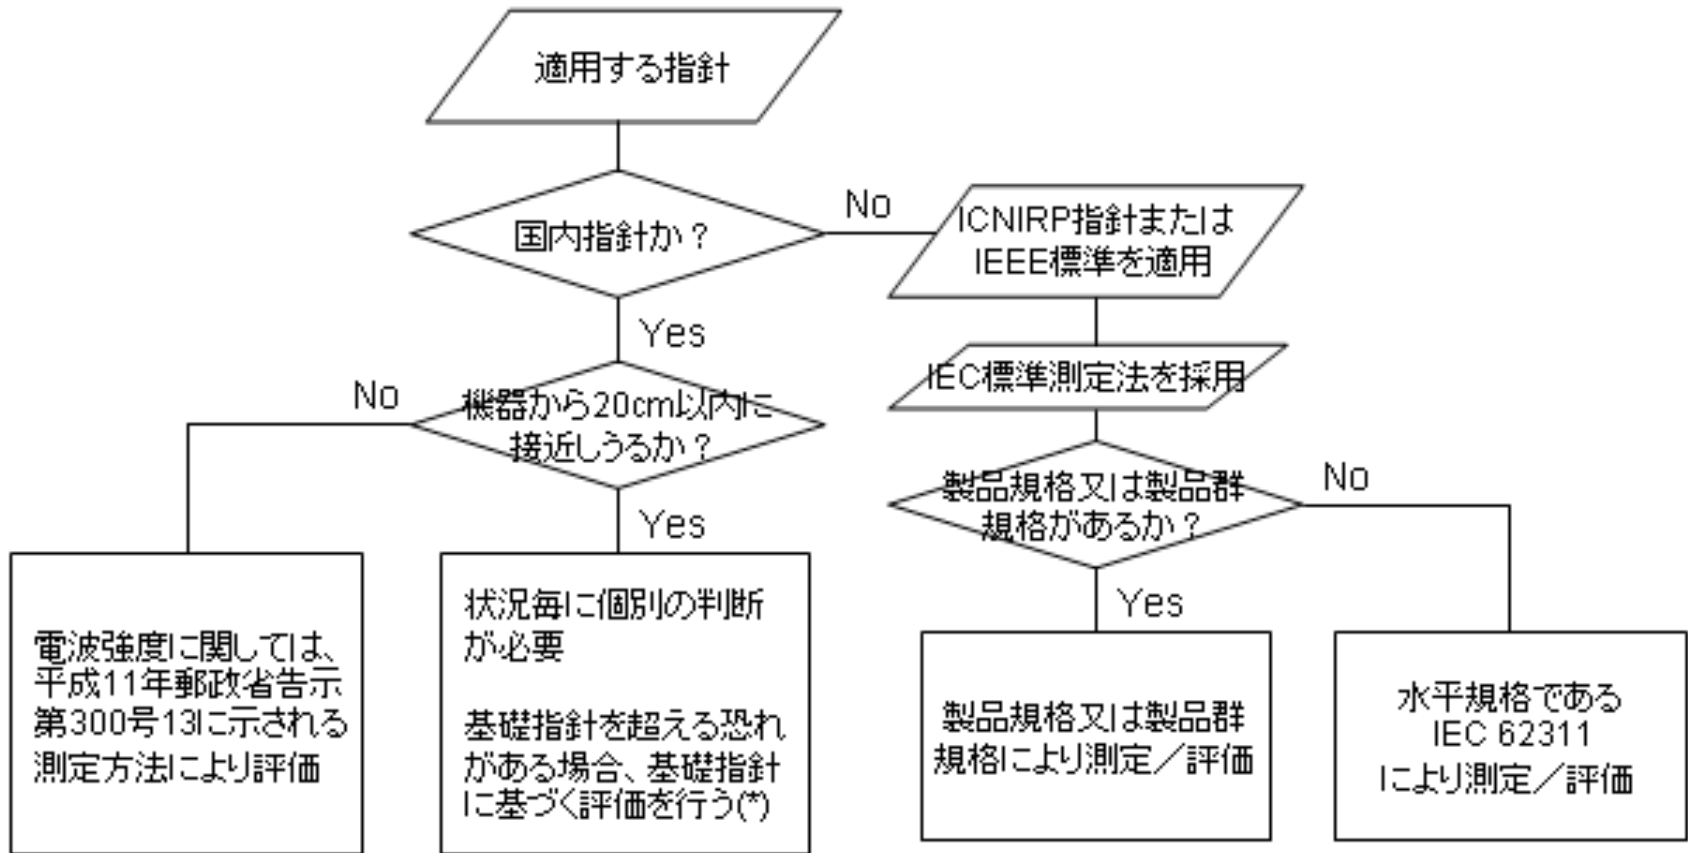 適用する指針
国内指針か？
No
ICNIRP指針または
IEEE標準を適用
Yes
IEC標準測定法を採用
No
機器から20cm以内に
接近しうるか？
製品規格又は製品群
規格があるか？
No
Yes
Yes
電波強度に関しては、
平成11年郵政省告示
第300号13に示される
測定方法により評価
状況毎に個別の判断
が必要
基礎指針を超える恐れ
がある場合、基礎指針
に基づく評価を行う(*)
製品規格又は製品群
規格により測定／評価
水平規格である
IEC 62311
により測定／評価